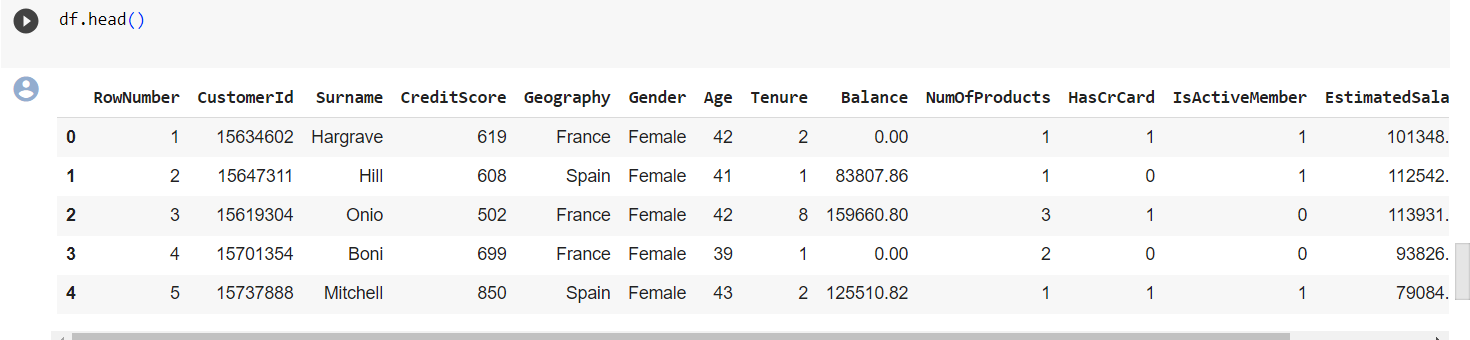 df.head()
RowNumber CustomerId Surname CreditScore Geography Gender Age Tenure Balance NumOfProducts HasCrCard IsActiveMember EstimatedSala
0 1 15634602 Hargrave 619 France Female 42 2 0.00 1 1 1 101348.
1 2 15647311 Hill 608 Spain Female 41 1 83807.86 1 0 1 112542.
2 3 15619304 Onio 502 France Female 42 8 159660.80 3 1 0 113931.
3 4 15701354 Boni 699 France Female 39 1 0.00 2 0 0 93826.
4 5 15737888 Mitchell 850 Spain Female 43 2 125510.82 1 1 1 79084.